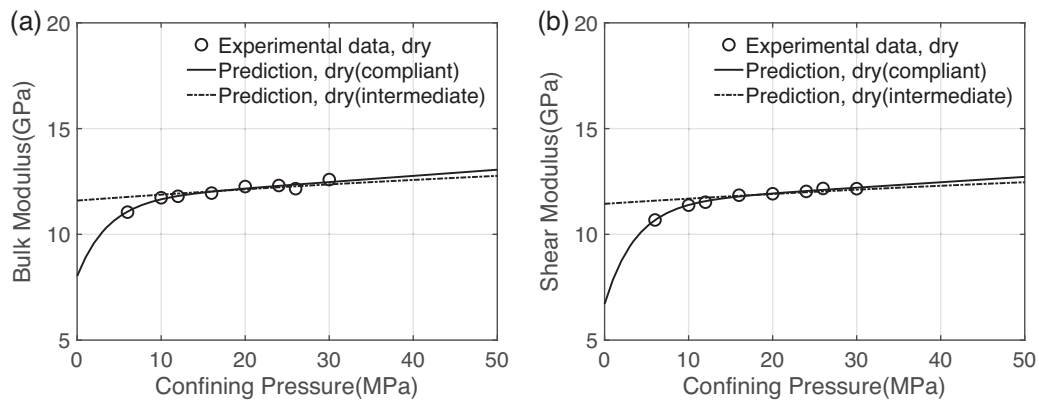 (a)
20
15
10
5
Bulk Modulus(GPa)
Experimental data, dry
Prediction, dry(compliant)
Prediction, dry(intermediate)
0 10 20 30 40 50
Confining Pressure(MPa)
(b)
20
15
10
5
Shear Modulus(GPa)
Experimental data, dry
Prediction, dry(compliant)
Prediction, dry(intermediate)
0 10 20 30 40 50
Confining Pressure(MPa)